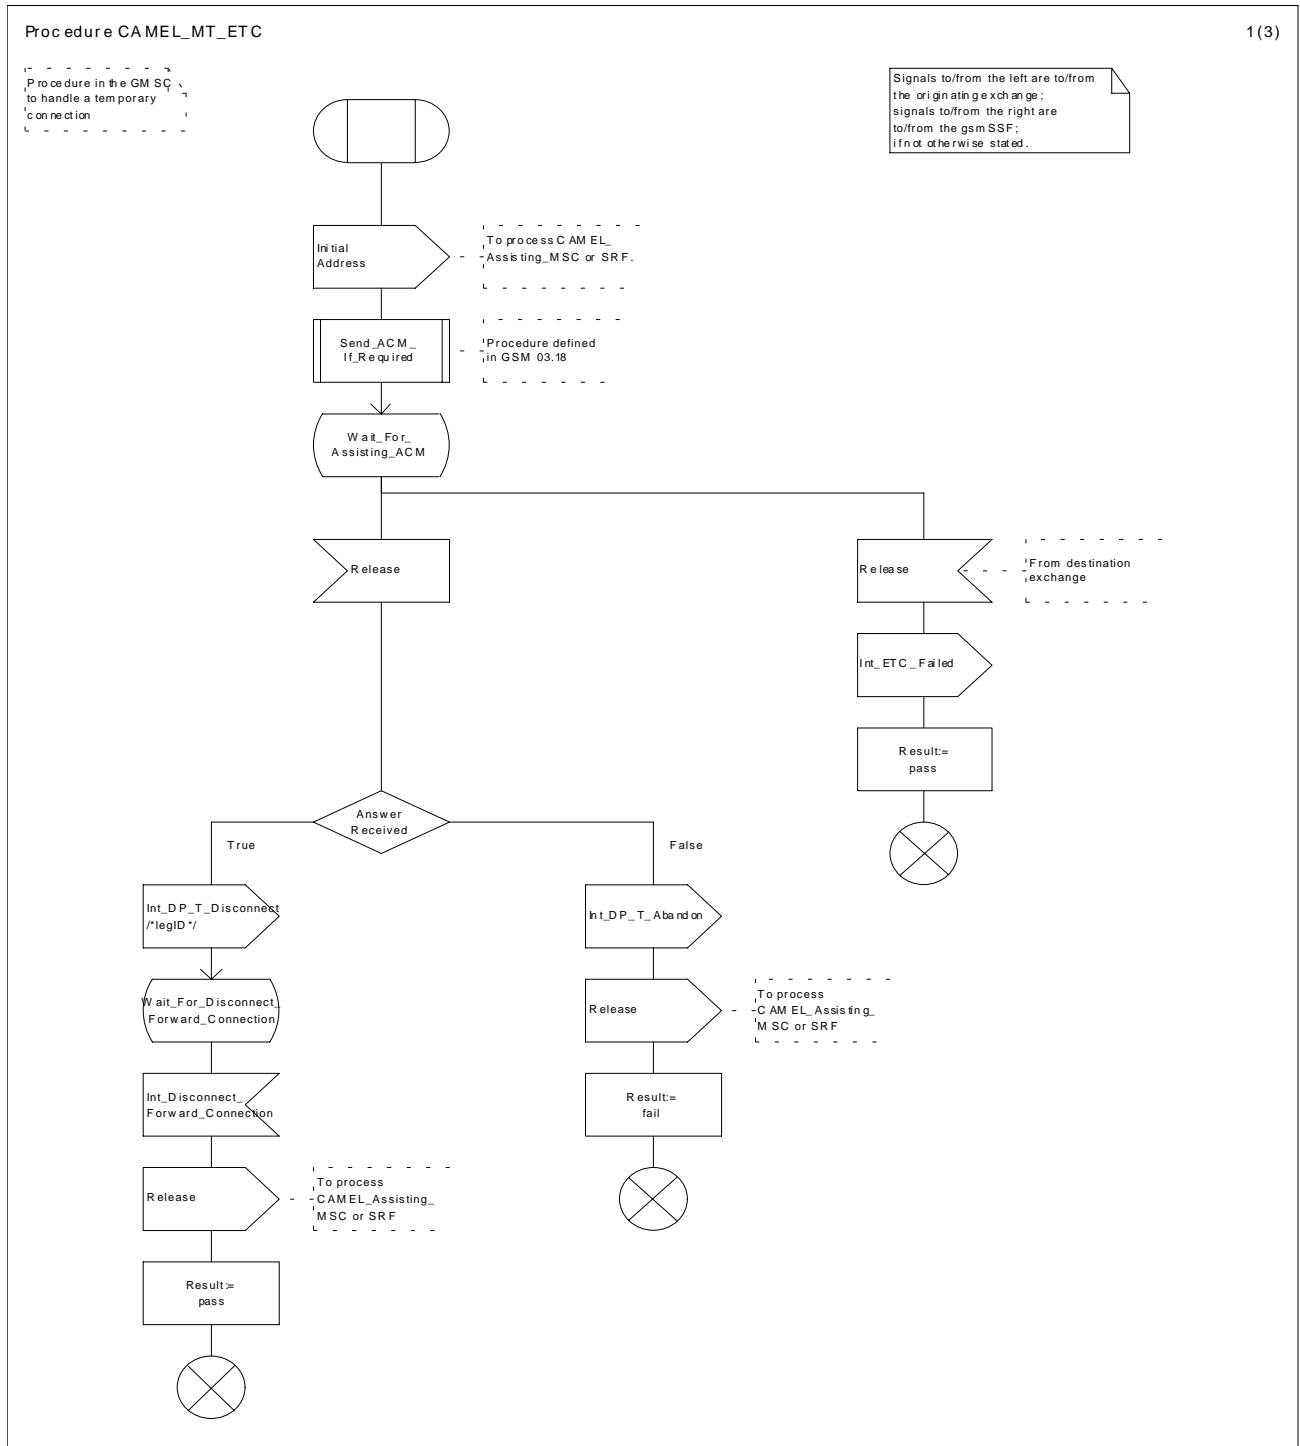 Procedure CAMEL_MT_ETC
1(3)
Procedure in the GMSC
to handle a temporary
connection
Signals to/from the left are to/from
the originating exchange;
signals to/from the right are
to/from the gsmSSF;
if not otherwise stated.
Initial
Address
To process CAMEL_
Assisting_MSC or SRF.
Send_ACM_
If_Required
Procedure defined
in GSM 03.18
Wait_For_
Assisting_ACM
Release
Release
From destination
exchange
Int_ETC_Failed
Result:=
pass
Answer
Received
True
False
Int_DP_T_Disconnect
/*legID*/
Int_DP_T_Abandon
Wait_For_Disconnect_
Forward_Connection
Release
To process
CAMEL_Assisting_
MSC or SRF
Int_Disconnect_
Forward_Connection
Result:=
fail
Release
To process
CAMEL_Assisting_
MSC or SRF
Result:=
pass